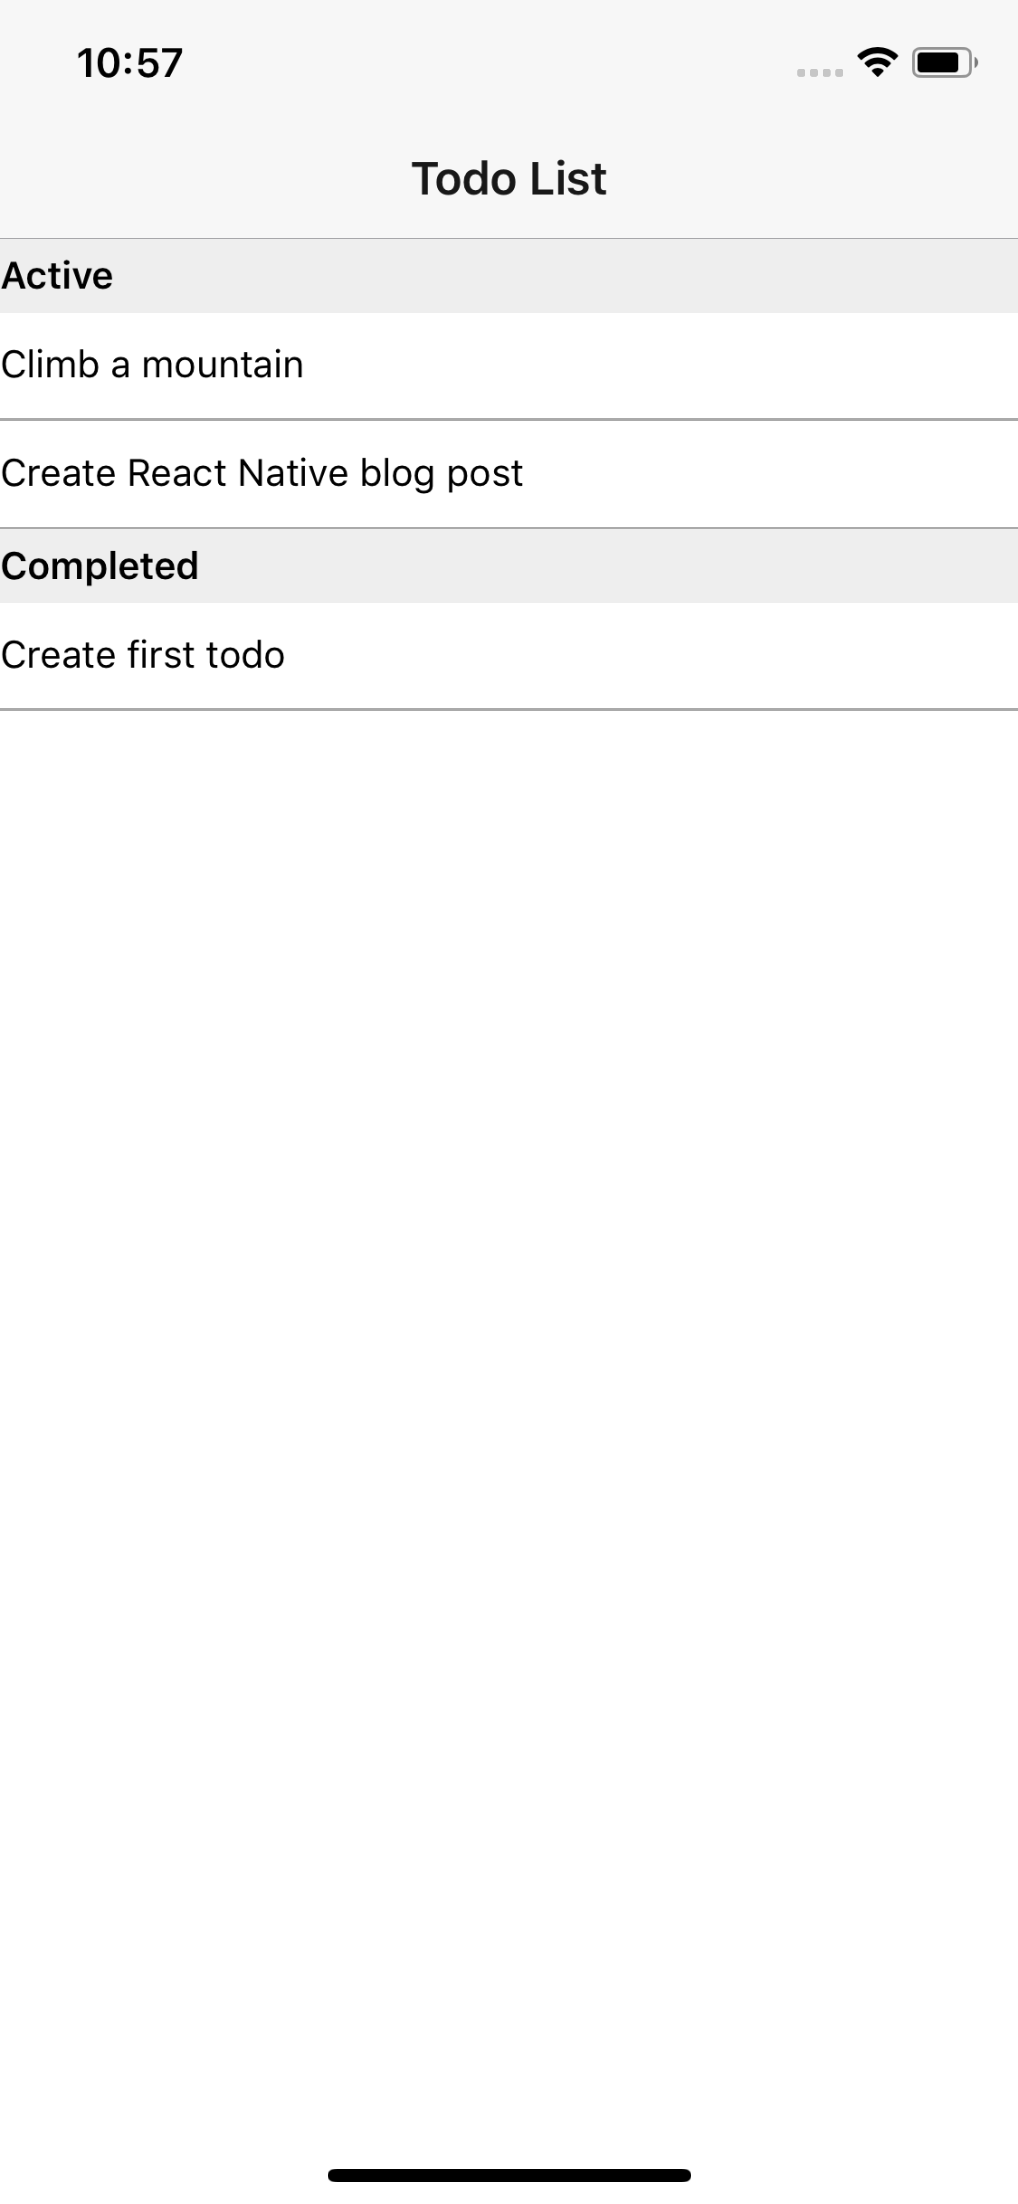 10:57
Todo List
Active
Climb a mountain
Create React Native blog post
Completed
Create first todo